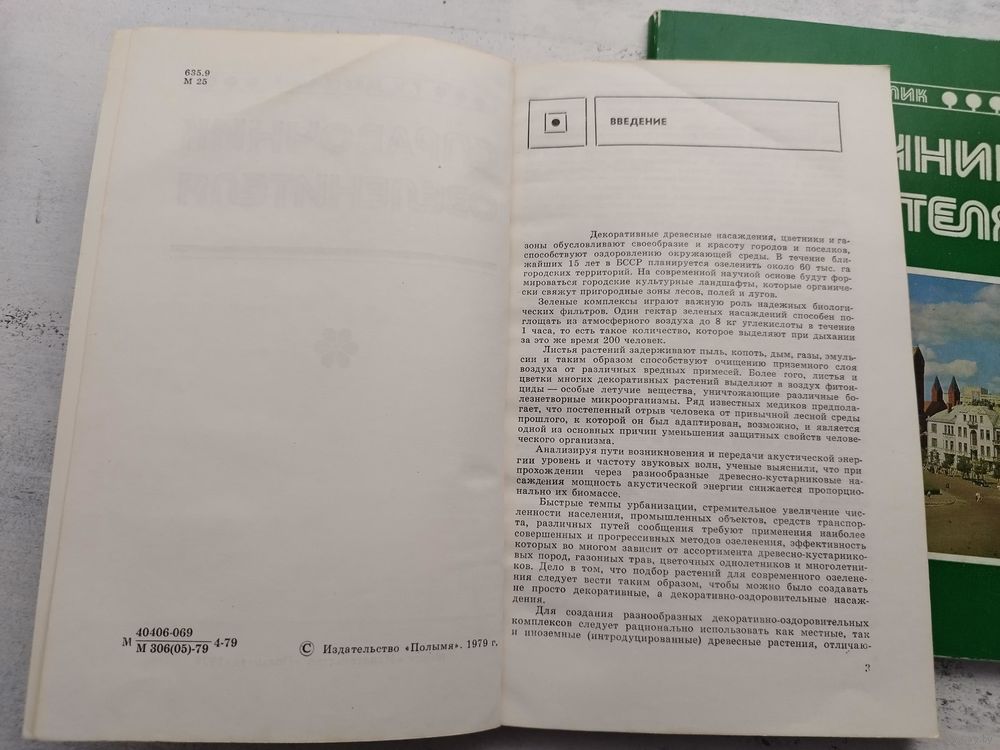 635.9
М 25
М 40406-069 4-79
М 306(05)-79
© Издательство «Полымя». 1979 г.
ВВЕДЕНИЕ
Декоративные древесные насаждения, цветники и га-
зоны обусловливают своеобразие и красоту городов и поселков,
способствуют оздоровлению окружающей среды. В течение бли-
жайших 15 лет в БССР планируется озеленить около 60 тыс. га
городских территорий. На современной научной основе будут фор-
мироваться городские культурные ландшафты, которые органиче-
ски свяжут пригородные зоны лесов, полей и лугов.
Зеленые комплексы играют важную роль надежных биологи-
ческих фильтров. Один гектар зеленых насаждений способен по-
глощать из атмосферного воздуха до 8 кг углекислоты в течение
1 часа, то есть такое количество, которое выделяют при дыхании
за это же время 200 человек.
Листья растений задерживают пыль, копоть, дым, газы, эмуль-
сии и таким образом способствуют очищению приземного слоя
воздуха от различных вредных примесей. Более того, листья и
цветки многих декоративных растений выделяют в воздух фитон-
циды — особые летучие вещества, уничтожающие различные бо-
лезнетворные микроорганизмы. Ряд известных медиков предпола-
гает, что постепенный отрыв человека от привычной лесной среды
прошлого, к которой он был адаптирован, возможно, и является
одной из основных причин уменьшения защитных свойств челове-
ческого организма.
Анализируя пути возникновения и передачи акустической энер-
гии уровень и частоту звуковых волн, ученые выяснили, что при
прохождении через разнообразные древесно-кустарниковые на-
саждения мощность акустической энергии снижается пропорцио-
нально их биомассе.
Быстрые темпы урбанизации, стремительное увеличение чис-
ленности населения, промышленных объектов, средств транспор-
та, различных путей сообщения требуют применения наиболее
совершенных и прогрессивных методов озеленения, эффективность
которых во многом зависит от ассортимента древесно-кустарнико-
вых пород, газонных трав, цветочных однолетников и многолетни-
ков. Дело в том, что подбор растений для современного озелене-
ния следует вести таким образом, чтобы можно было создавать
не просто декоративные, а декоративно-оздоровительные насаж-
дения.
Для создания разнообразных декоративно-оздоровительных
комплексов следует рационально использовать как местные, так
и иноземные (интродуцированные) древесные растения, отличаю-
3
ЛИК
ЧНИК
ТЕЛЯ